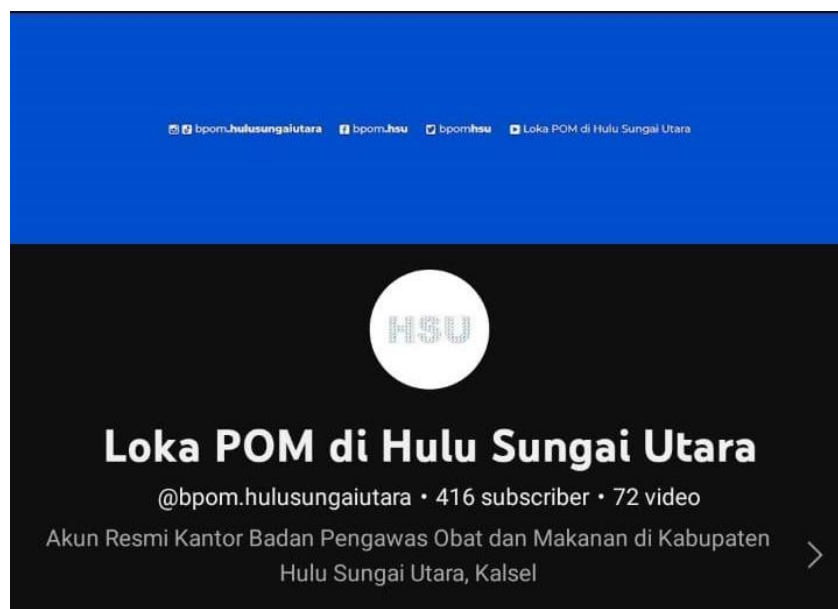 bpom.hulusungaiutara bpom.hsu bpomhsu Loka POM di Hulu Sungai Utara
HSU
Loka POM di Hulu Sungai Utara
@bpom.hulusungaiutara • 416 subscriber • 72 video
Akun Resmi Kantor Badan Pengawas Obat dan Makanan di Kabupaten
Hulu Sungai Utara, Kalsel